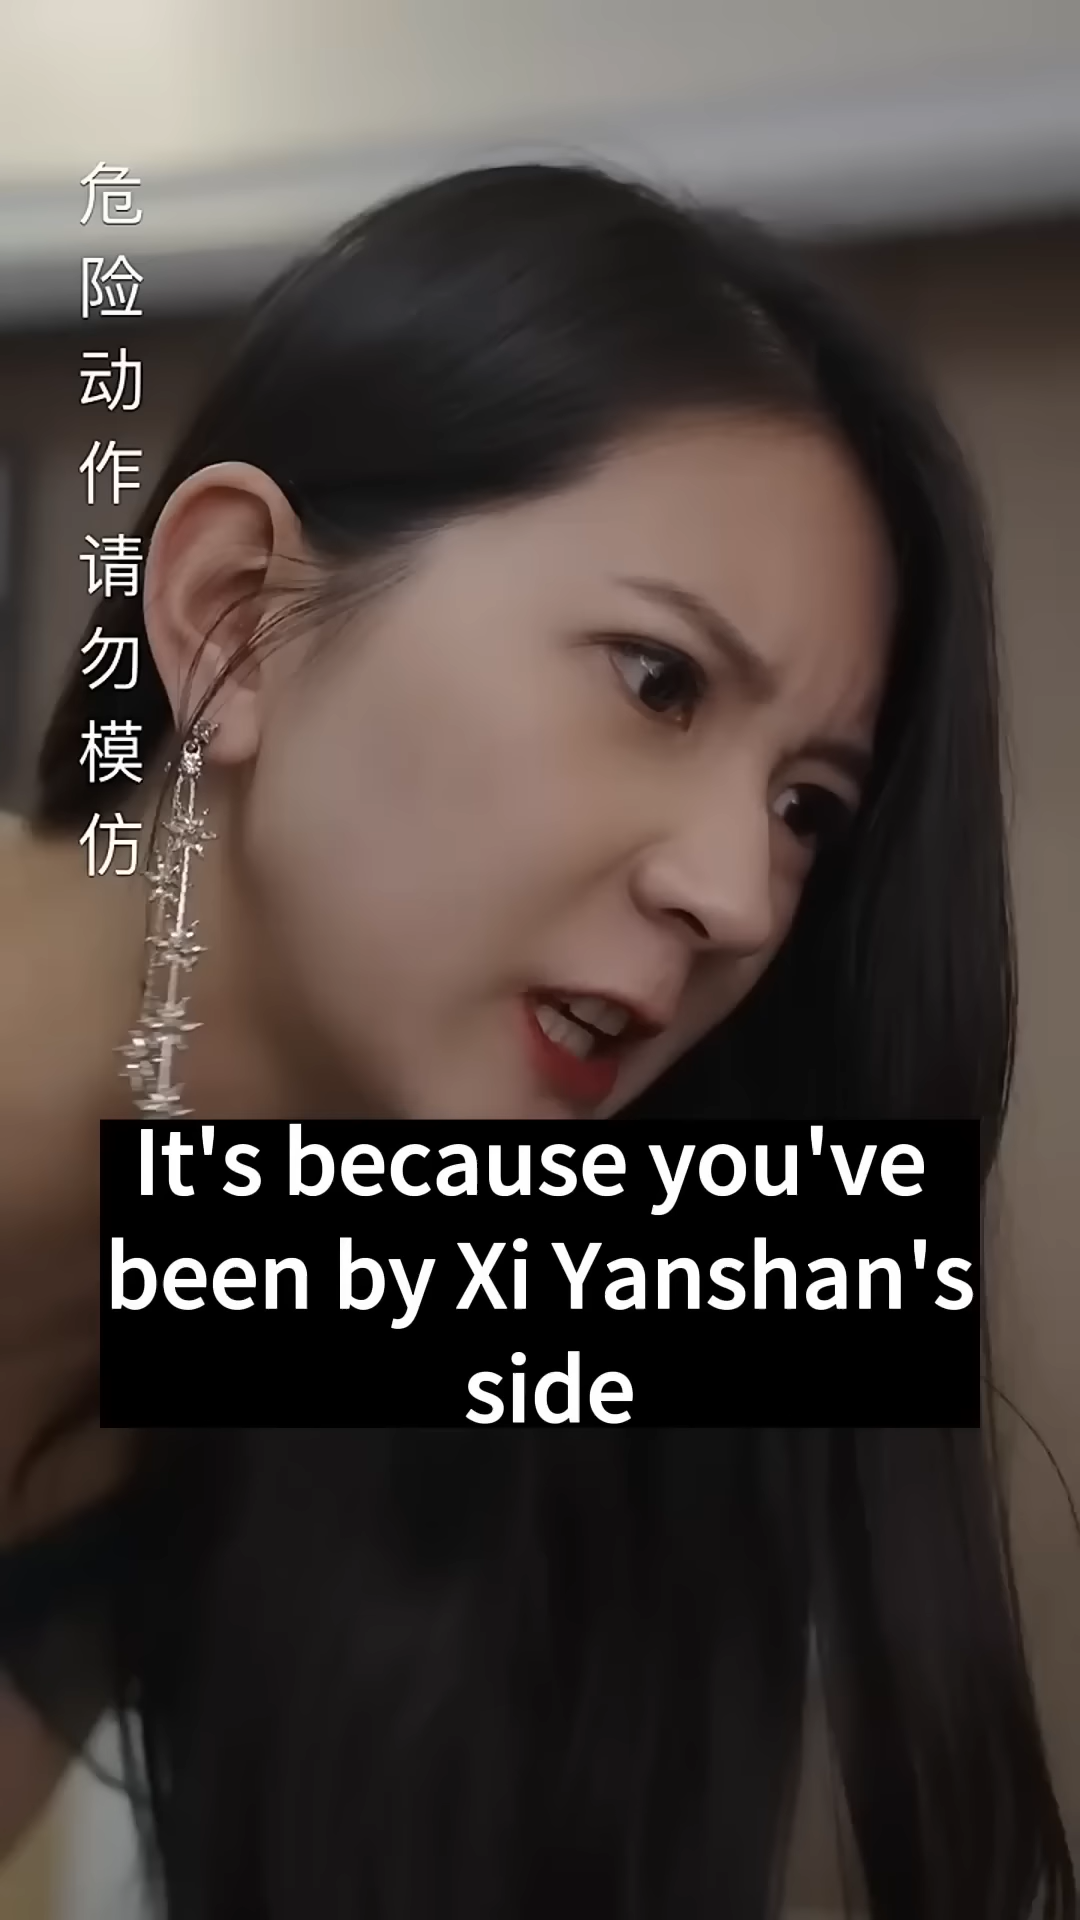 危险动作请勿模仿
It's because you've
been by Xi Yanshan's
side